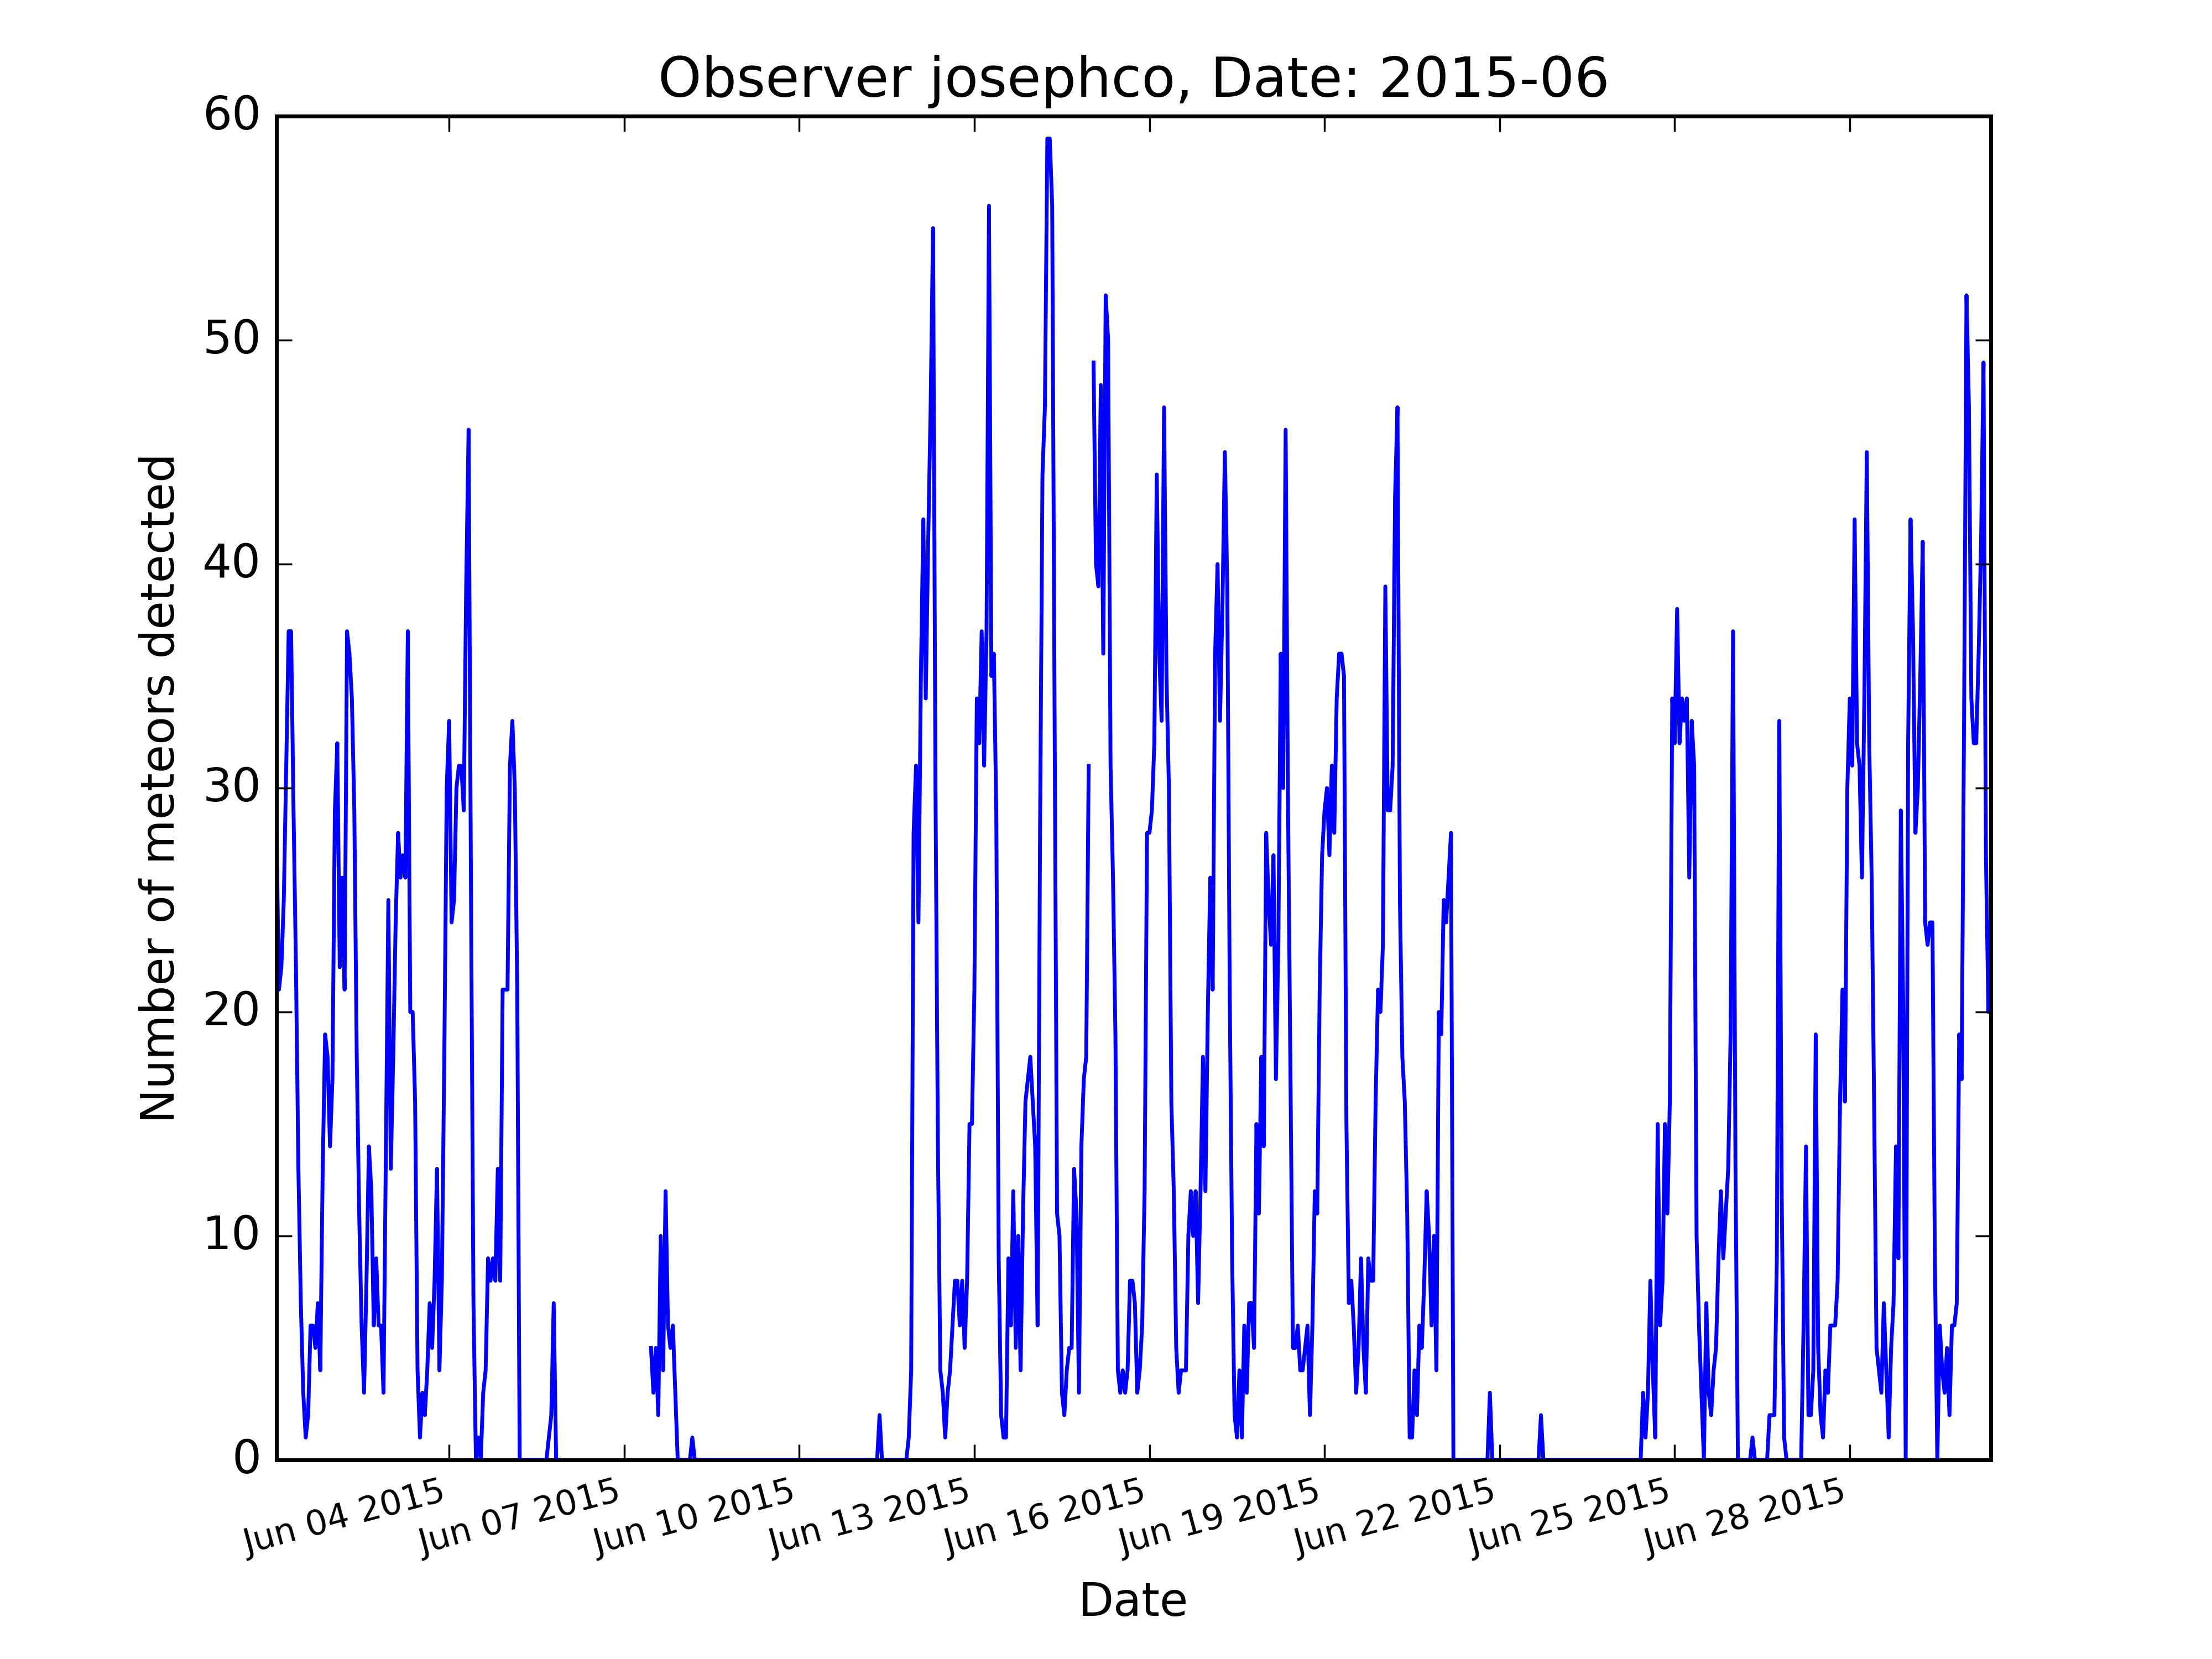 Observer josephco, Date: 2015-06
60
50
40
30
20
10
0
Number of meteors detected
Jun 04 2015
Jun 07 2015
Jun 10 2015
Jun 13 2015
Jun 16 2015
Jun 19 2015
Jun 22 2015
Jun 25 2015
Jun 28 2015
Date